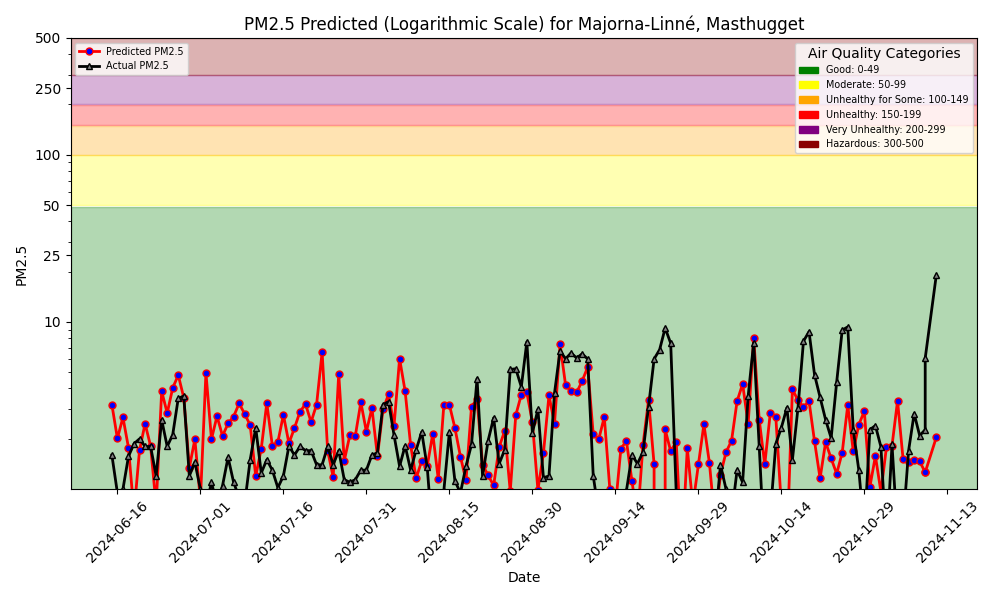 PM2.5 Predicted (Logarithmic Scale) for Majorna-Linné, Masthugget
Predicted PM2.5
Actual PM2.5
Air Quality Categories
Good: 0-49
Moderate: 50-99
Unhealthy for Some: 100-149
Unhealthy: 150-199
Very Unhealthy: 200-299
Hazardous: 300-500
500
250
100
50
25
10
PM2.5
2024-06-16
2024-07-01
2024-07-16
2024-07-31
2024-08-15
2024-08-30
2024-09-14
2024-09-29
2024-10-14
2024-10-29
2024-11-13
Date